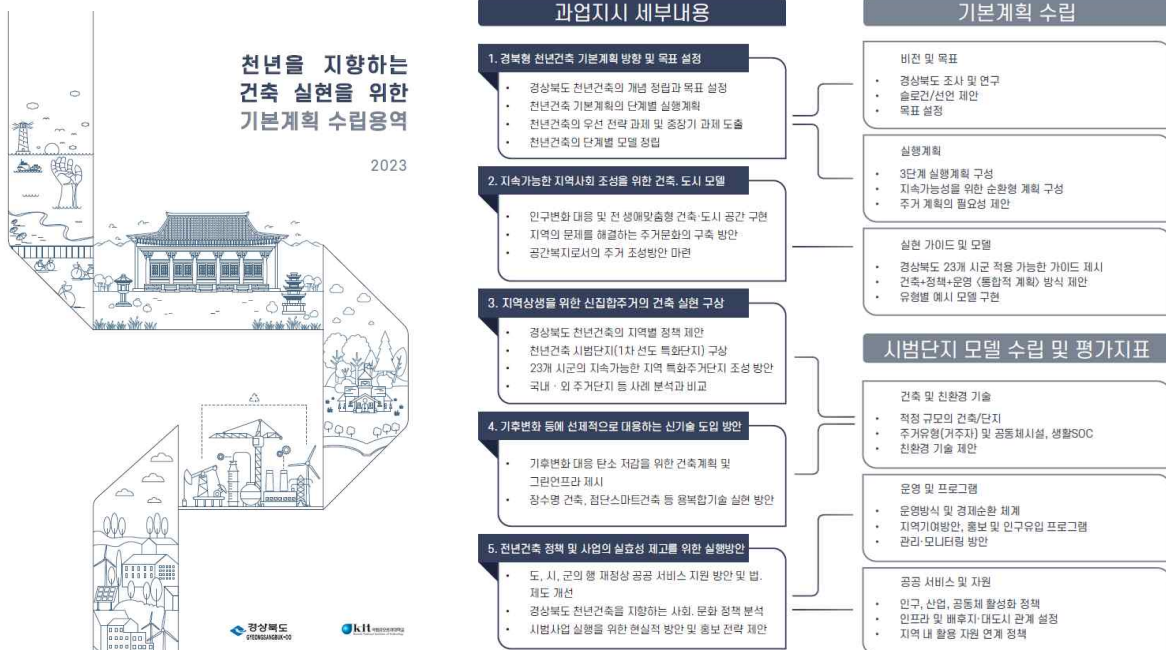 천년을 지향하는
건축 실현을 위한
기본계획 수립용역
2023
경상북도
GYEONGSANGBUK-DO
kit
과업지시 세부내용
1. 경북형 천년건축 기본계획 방향 및 목표 설정
• 경상북도 천년건축의 개념 정립과 목표 설정
• 천년건축 기본계획의 단계별 실행계획
• 천년건축의 우선 전략 과제 및 중장기 과제 도출
• 천년건축의 단계별 모델 정립
2. 지속가능한 지역사회 조성을 위한 건축. 도시 모델
• 인구변화 대응 및 전 생애맞춤형 건축·도시 공간 구현
• 지역의 문제를 해결하는 주거문화의 구축 방안
• 공간복지로서의 주거 조성방안 마련
3. 지역상생을 위한 신집합주거의 건축 실현 구상
• 경상북도 천년건축의 지역별 정책 제안
• 천년건축 시범단지(1차 선도 특화단지) 구상
• 23개 시군의 지속가능한 지역 특화주거단지 조성 방안
• 국내 · 외 주거단지 등 사례 분석과 비교
4. 기후변화 등에 선제적으로 대응하는 신기술 도입 방안
• 기후변화 대응 탄소 저감을 위한 건축계획 및
그린인프라 제시
• 장수명 건축, 첨단스마트건축 등 융복합기술 실현 방안
5. 전년건축 정책 및 사업의 실효성 제고를 위한 실행방안
• 도, 시, 군의 행 재정상 공공 서비스 지원 방안 및 법.
제도 개선
• 경상북도 천년건축을 지향하는 사회. 문화 정책 분석
• 시범사업 실행을 위한 현실적 방안 및 홍보 전략 제안
기본계획 수립
비전 및 목표
• 경상북도 조사 및 연구
• 슬로건/선언 제안
• 목표 설정
실행계획
• 3단계 실행계획 구성
• 지속가능성을 위한 순환형 계획 구성
• 주거 계획의 필요성 제안
실현 가이드 및 모델
• 경상북도 23개 시군 적용 가능한 가이드 제시
• 건축+정책+운영 〈통합적 계획〉 방식 제안
• 유형별 예시 모델 구현
시범단지 모델 수립 및 평가지표
건축 및 친환경 기술
• 적정 규모의 건축/단지
• 주거유형(거주자) 및 공동체시설, 생활SOC
• 친환경 기술 제안
운영 및 프로그램
• 운영방식 및 경제순환 체계
• 지역기여방안, 홍보 및 인구유입 프로그램
• 관리·모니터링 방안
공공 서비스 및 자원
• 인구, 산업, 공동체 활성화 정책
• 인프라 및 배후지·대도시 관계 설정
• 지역 내 활용 자원 연계 정책